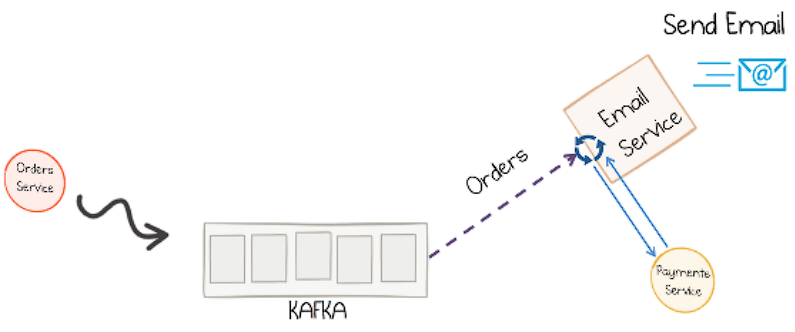 Send Email
Email
Service
@
Orders
Orders
Service
Payments
Service
KAFKA